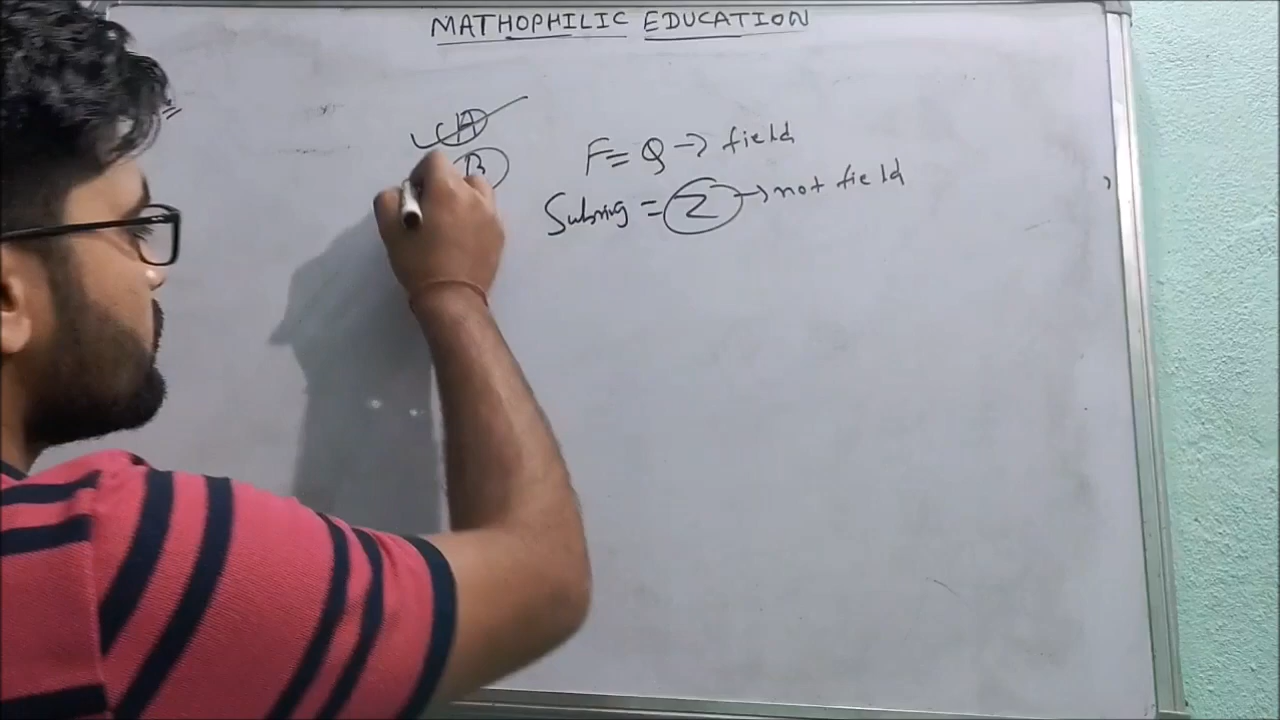 MATHOPHILIC EDUCATION
A
B
F = Q → field
Subring = Z → not field